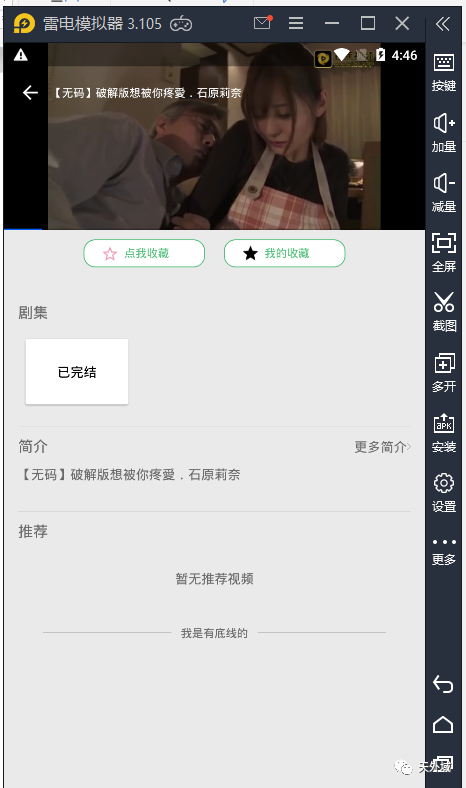 雷电模拟器 3.105
4:46
【无码】破解版想被你疼愛．石原莉奈
点我收藏
我的收藏
剧集
已完结
简介
更多简介
【无码】破解版想被你疼愛．石原莉奈
推荐
暂无推荐视频
我是有底线的
按键
加量
减量
全屏
截图
多开
APK
安装
设置
更多